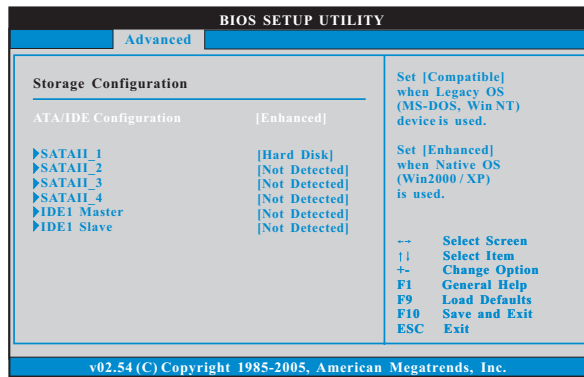 BIOS SETUP UTILITY
Advanced
Storage Configuration
ATA/IDE Configuration [Enhanced]
SATAII_1 [Hard Disk]
SATAII_2 [Not Detected]
SATAII_3 [Not Detected]
SATAII_4 [Not Detected]
IDE1 Master [Not Detected]
IDE1 Slave [Not Detected]
Set [Compatible]
when Legacy OS
(MS-DOS, Win NT)
device is used.
Set [Enhanced]
when Native OS
(Win2000 / XP)
is used.
←→ Select Screen
↑↓ Select Item
+- Change Option
F1 General Help
F9 Load Defaults
F10 Save and Exit
ESC Exit
v02.54 (C) Copyright 1985-2005, American Megatrends, Inc.